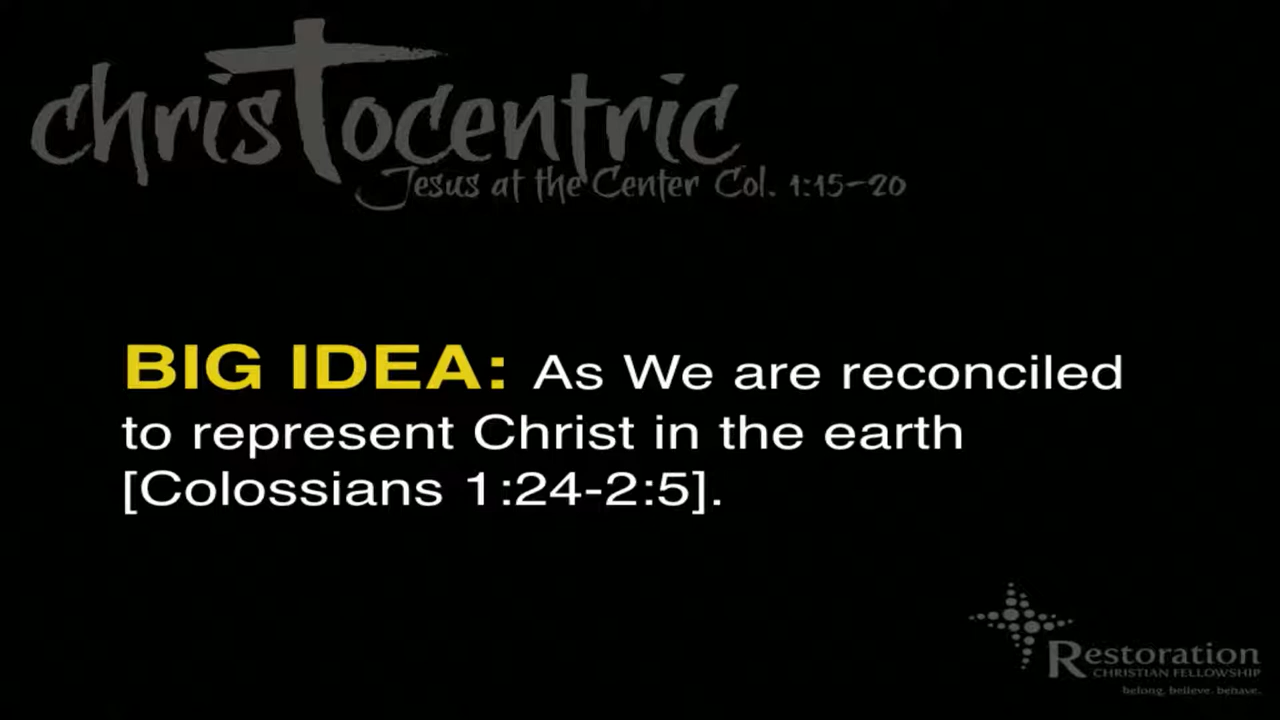 christocentric
Jesus at the Center Col. 1:15-20
BIG IDEA: As We are reconciled
to represent Christ in the earth
[Colossians 1:24-2:5].
Restoration
CHRISTIAN FELLOWSHIP
belong. believe. behave.